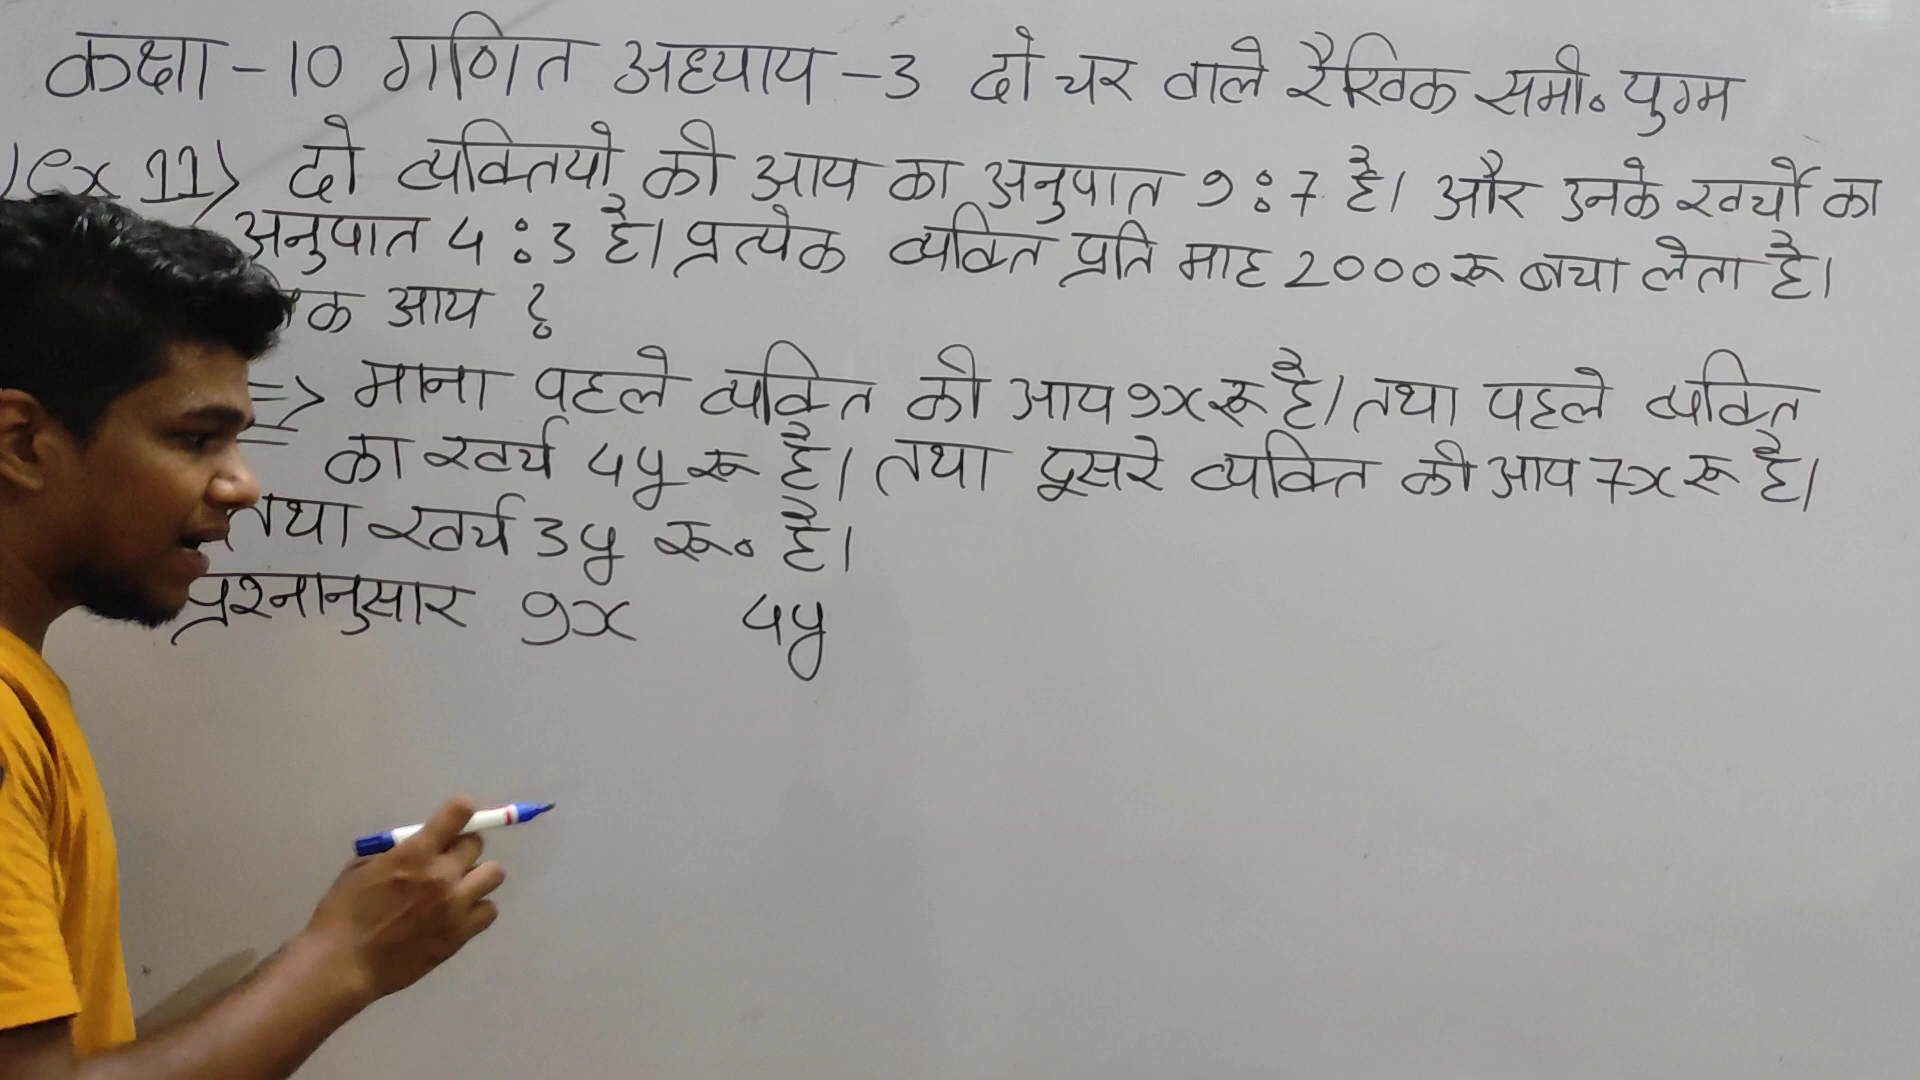 कक्षा - 10 गणित अध्याय - 3 दो चर वाले रैखिक समी. युग्म
(ex 11) दो व्यक्तियो की आय का अनुपात 9 : 7 है। और उनके खर्चों का
अनुपात 4 : 3 है। प्रत्येक व्यक्ति प्रति माह 2000 रू बचा लेता है।
क आय ?
=> माना पहले व्यक्ति की आय 9x रू है। तथा पहले व्यक्ति
का खर्च 4y रू है। तथा दूसरे व्यक्ति की आय 7x रू है।
तथा खर्च 3y रू. है।
प्रश्नानुसार 9x 4y